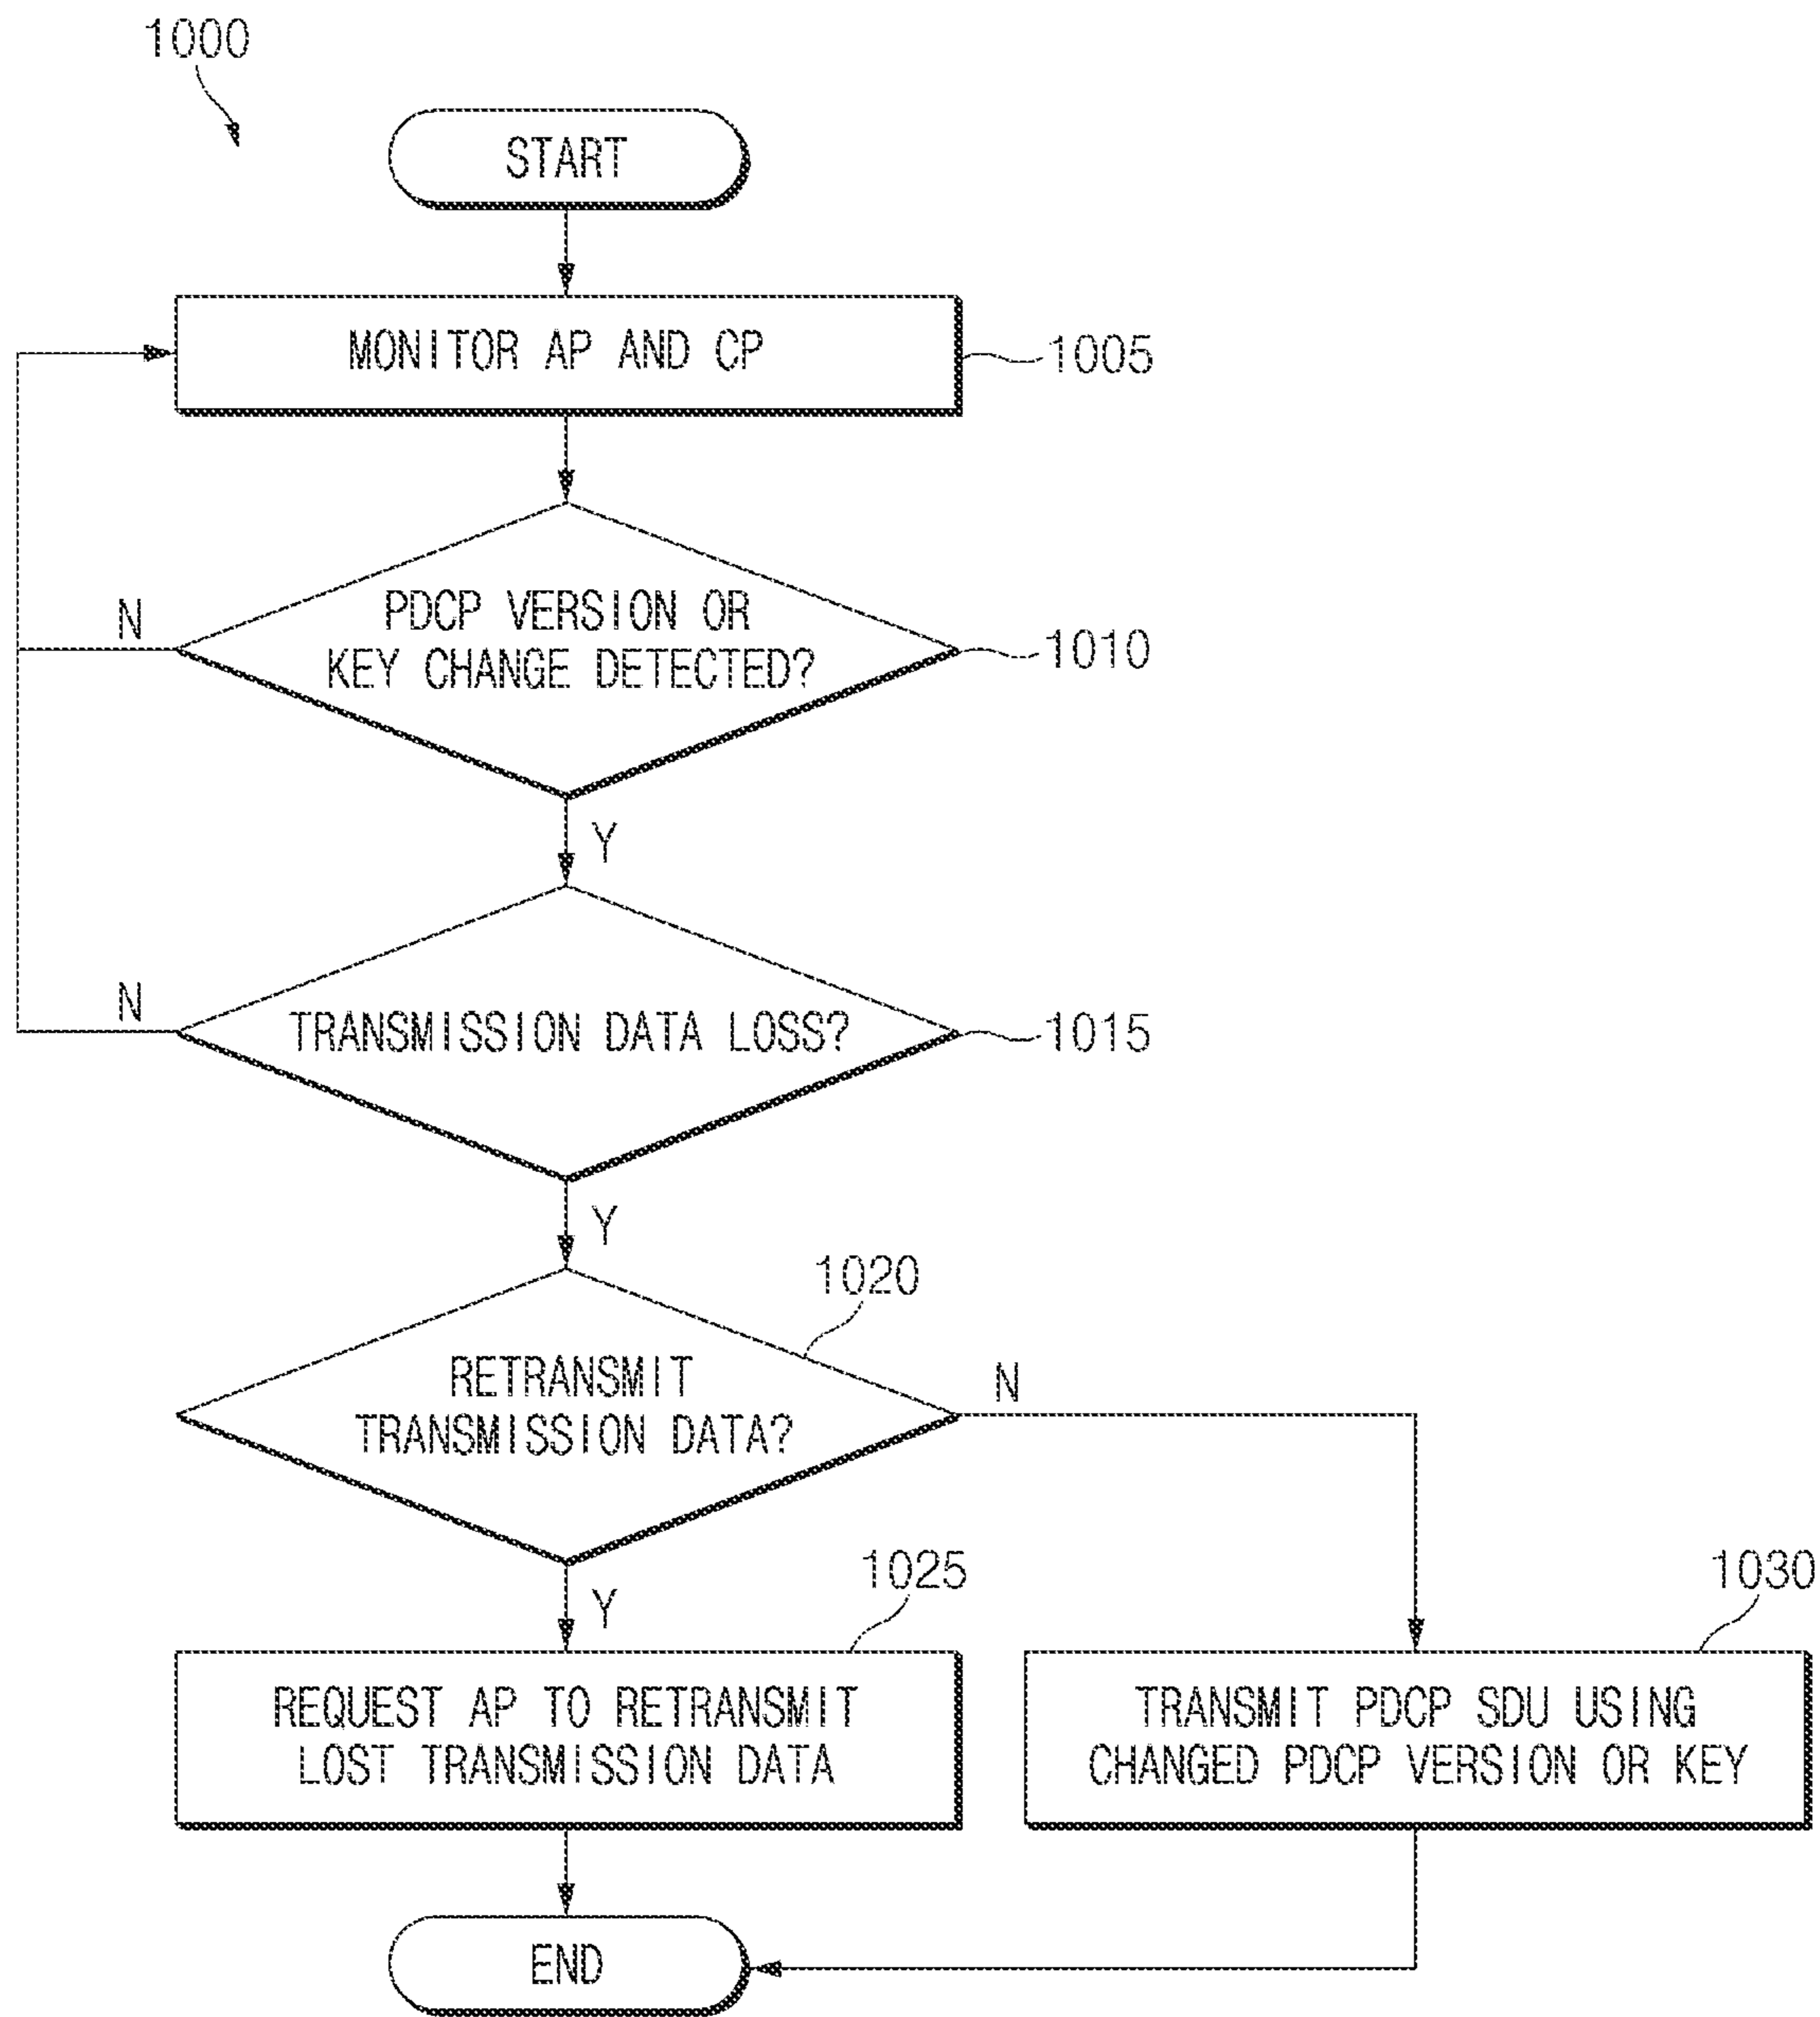 1000
START
MONITOR AP AND CP
1005
PDCP VERSION OR
KEY CHANGE DETECTED?
1010
N
Y
TRANSMISSION DATA LOSS?
1015
N
Y
1020
RETRANSMIT
TRANSMISSION DATA?
N
Y
1025
REQUEST AP TO RETRANSMIT
LOST TRANSMISSION DATA
1030
TRANSMIT PDCP SDU USING
CHANGED PDCP VERSION OR KEY
END